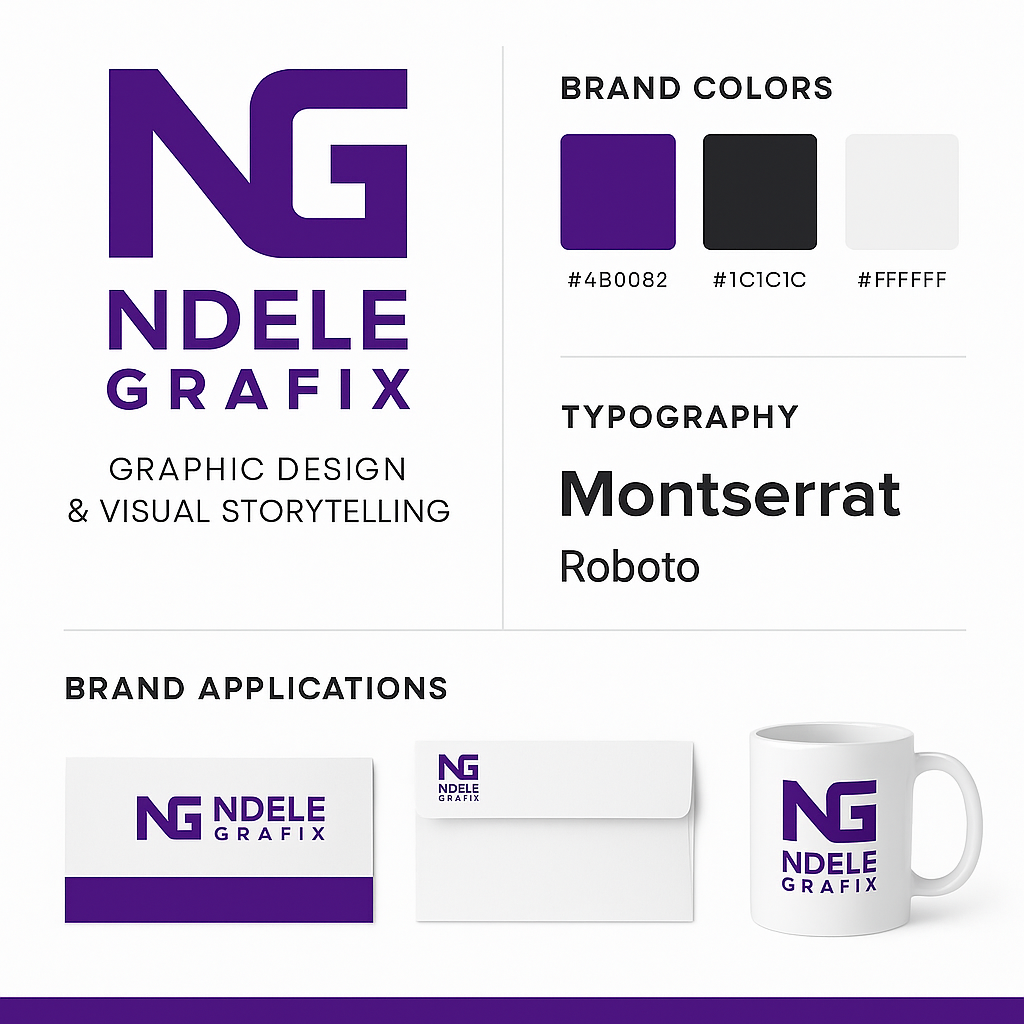 NG
NDELE
GRAFIX
GRAPHIC DESIGN
& VISUAL STORYTELLING
BRAND COLORS
#4B0082 #1C1C1C #FFFFFF
TYPOGRAPHY
Montserrat
Roboto
BRAND APPLICATIONS
NG NDELE
GRAFIX
NG
NDELE
GRAFIX
NG
NDELE
GRAFIX